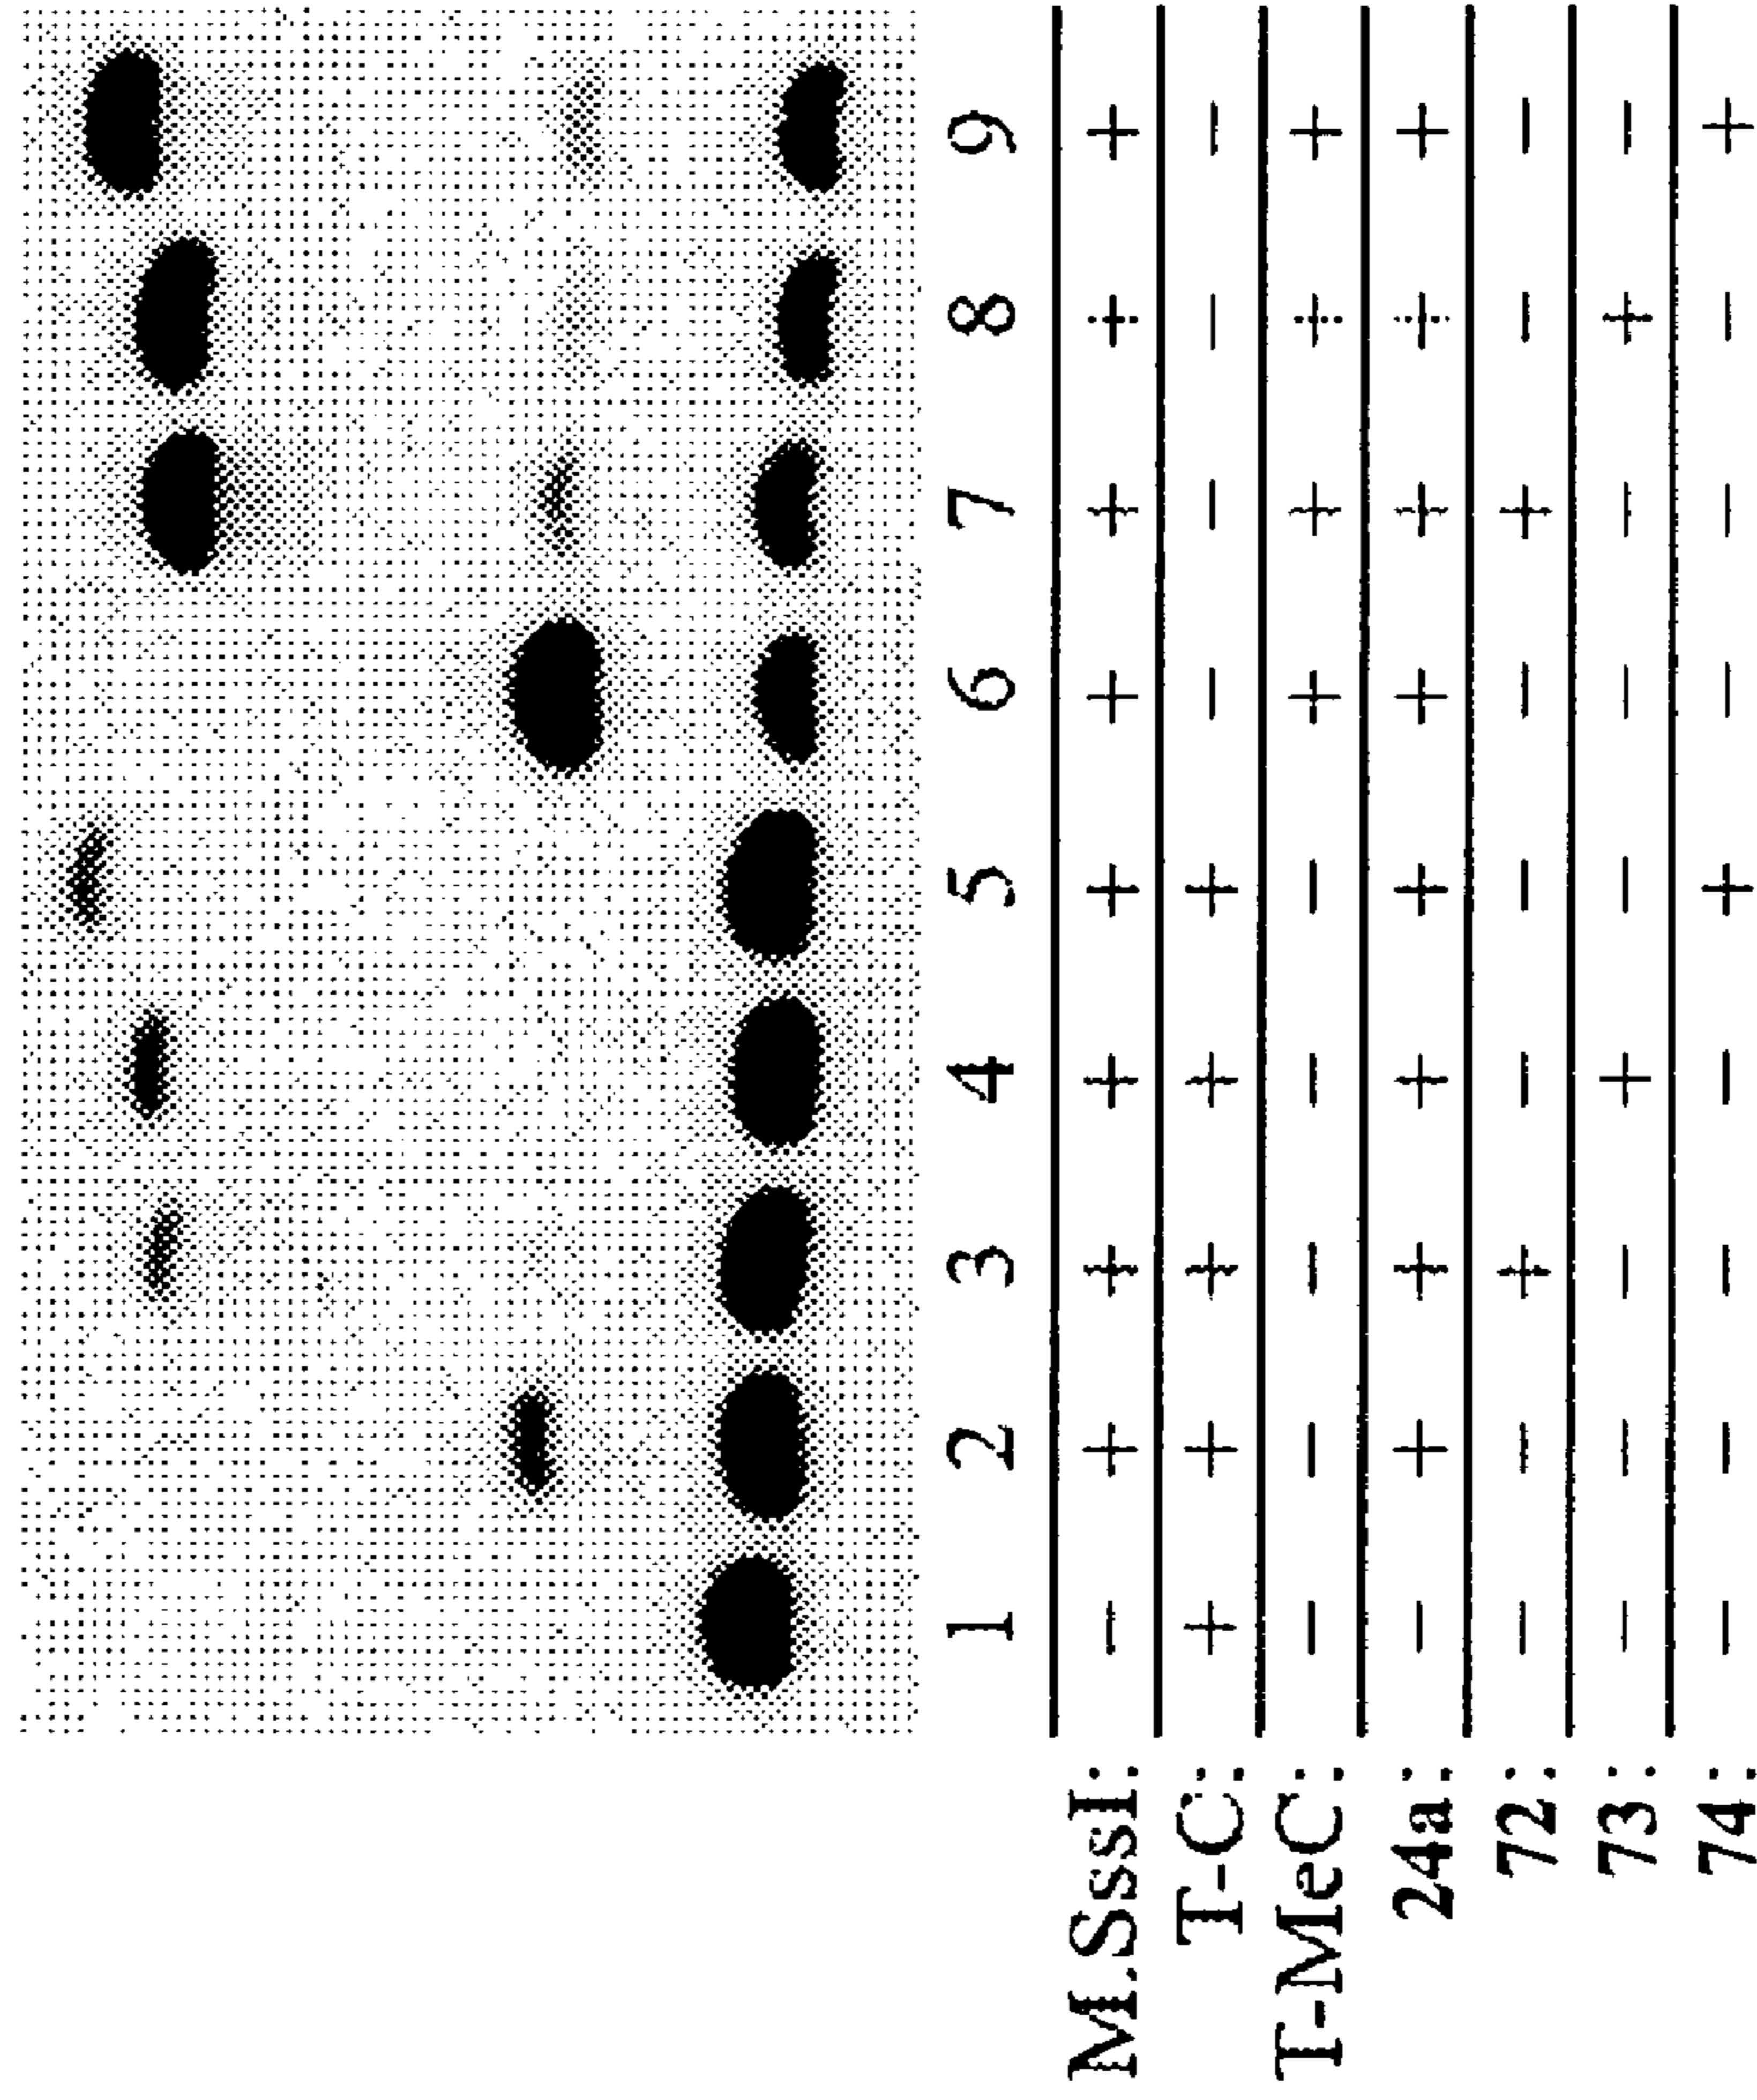 1 2 3 4 5 6 7 8 9
M.SssI: - + + + + + + + +
T-C: + + + + + - - - -
T-MeC: - - - - - + + + +
24a: - + + + + + + + +
72: - - + - - - + - -
73: - - - + - - - + -
74: - - - - + - - - +